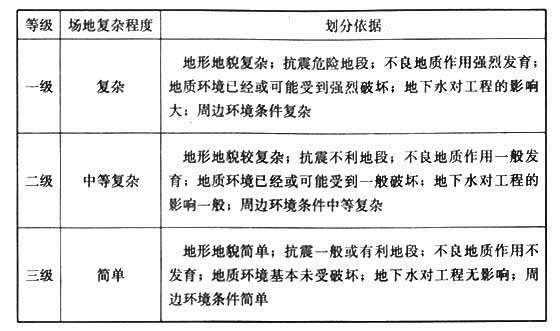 等级 场地复杂程度 划分依据
地形地貌复杂；抗震危险地段；不良地质作用强烈发育；
一级 复杂 地质环境已经或可能受到强烈破坏；地下水对工程的影响
大；周边环境条件复杂
地形地貌较复杂；抗震不利地段；不良地质作用一般发
二级 中等复杂 育；地质环境已经或可能受到一般破坏；地下水对工程的
影响一般；周边环境条件中等复杂
地形地貌简单；抗震一般或有利地段；不良地质作用不
三级 简单 发育；地质环境基本未受破坏；地下水对工程无影响；周
边环境条件简单